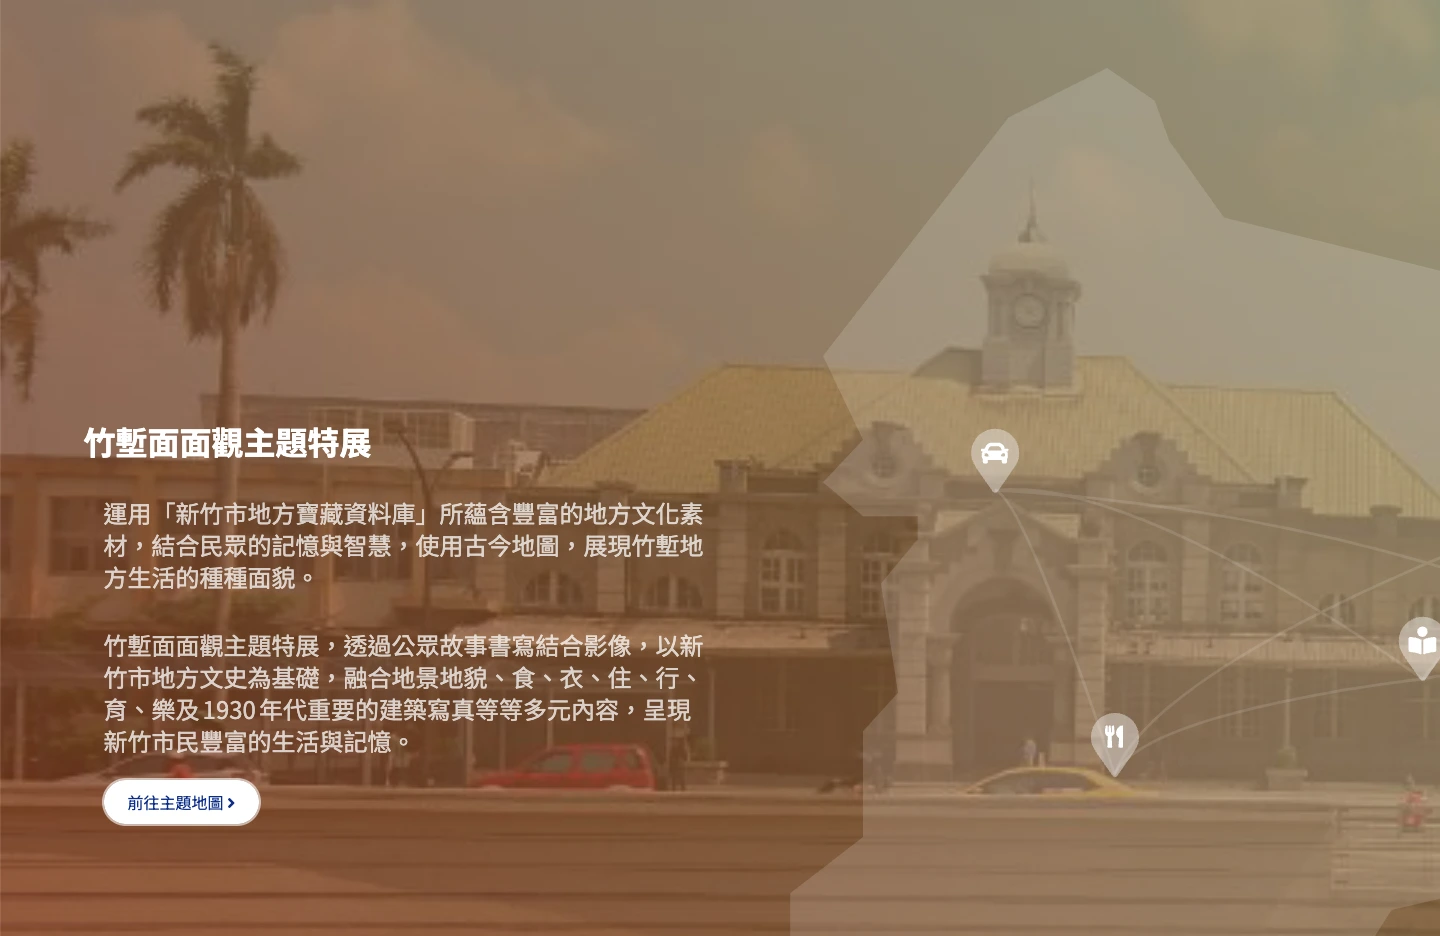 竹塹面面觀主題特展
運用「新竹市地方寶藏資料庫」所蘊含豐富的地方文化素
材，結合民眾的記憶與智慧，使用古今地圖，展現竹塹地
方生活的種種面貌。
竹塹面面觀主題特展，透過公眾故事書寫結合影像，以新
竹市地方文史為基礎，融合地景地貌、食、衣、住、行、
育、樂及1930年代重要的建築寫真等等多元內容，呈現
新竹市民豐富的生活與記憶。
前往主題地圖